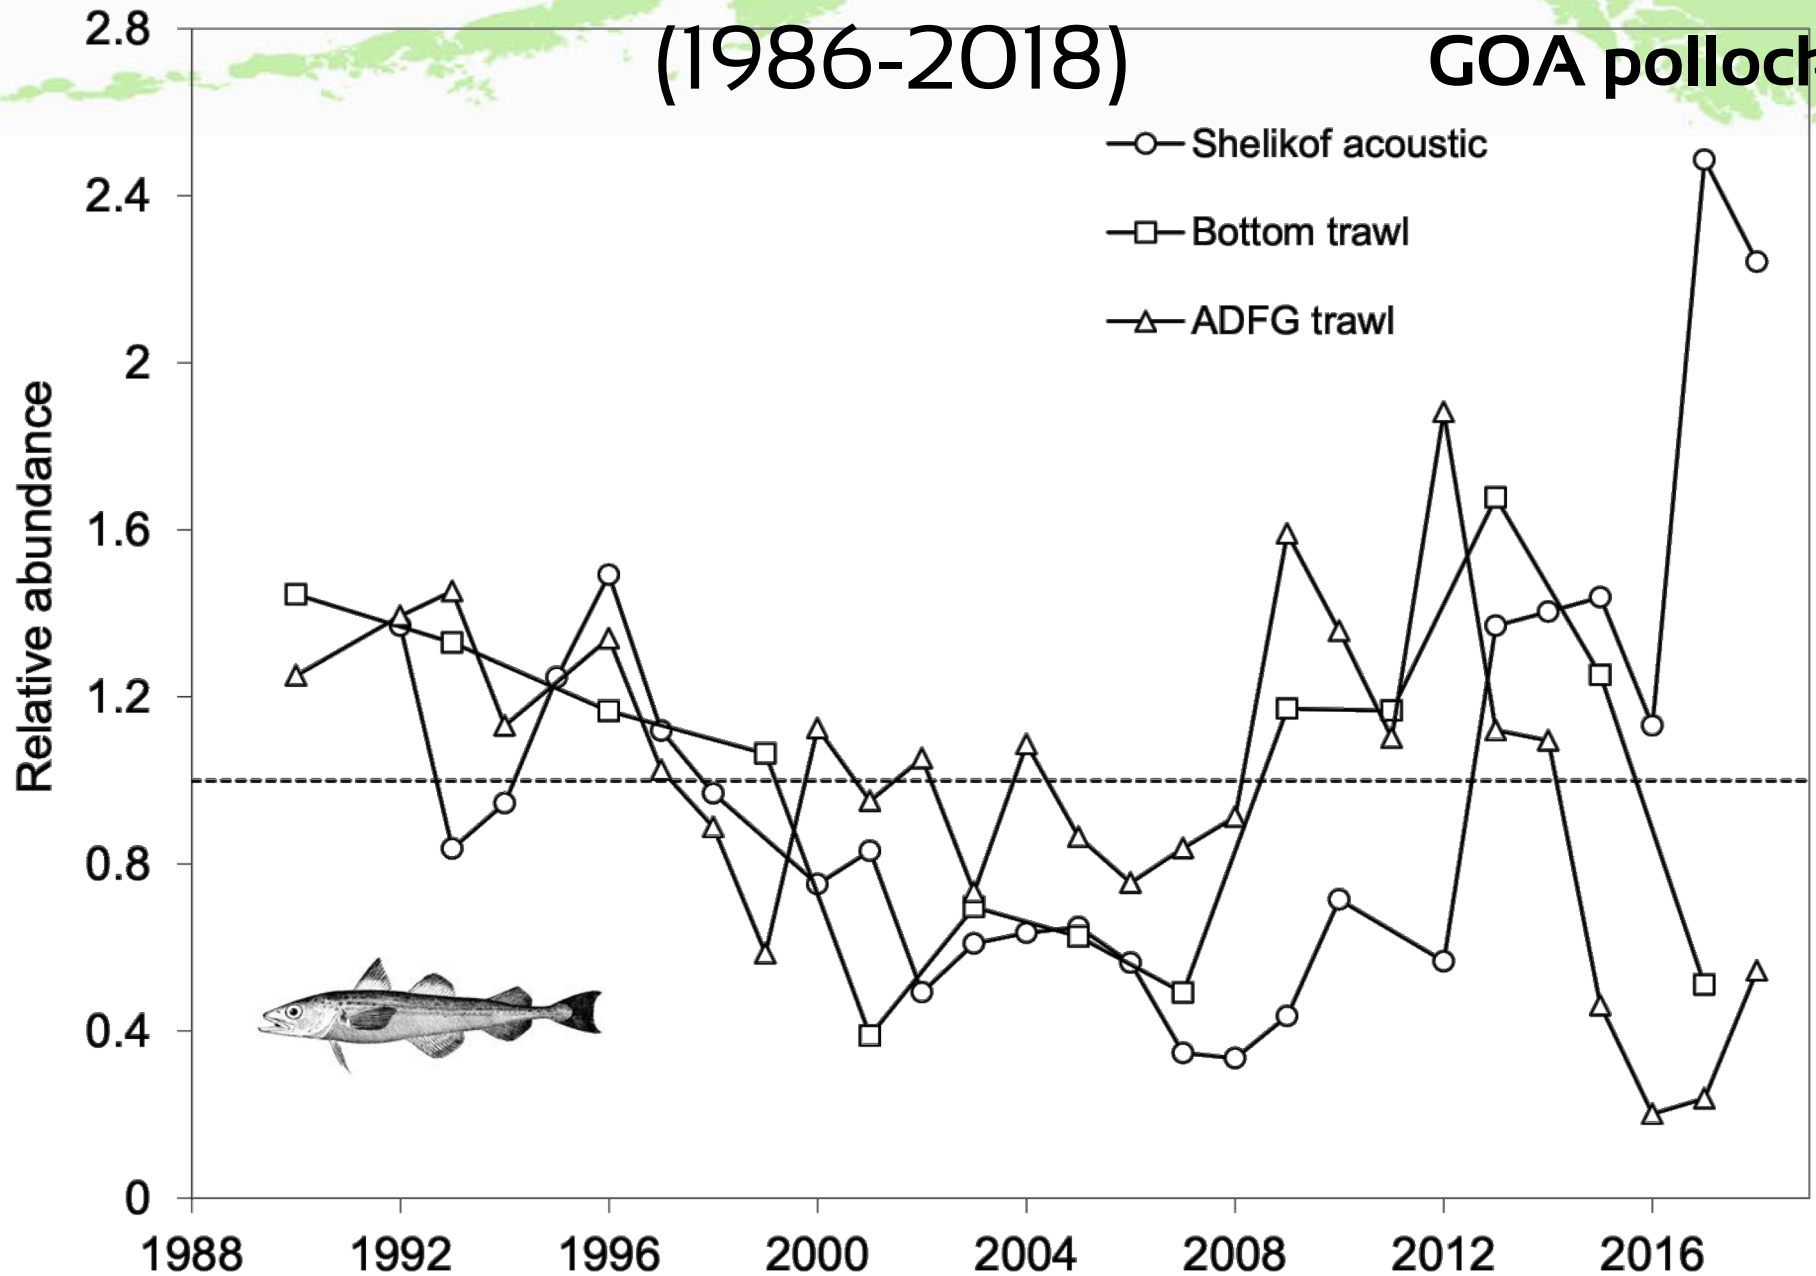 (1986-2018)
GOA pollock
Shelikof acoustic
Bottom trawl
ADFG trawl
Relative abundance
2.8
2.4
2
1.6
1.2
0.8
0.4
0
1988 1992 1996 2000 2004 2008 2012 2016